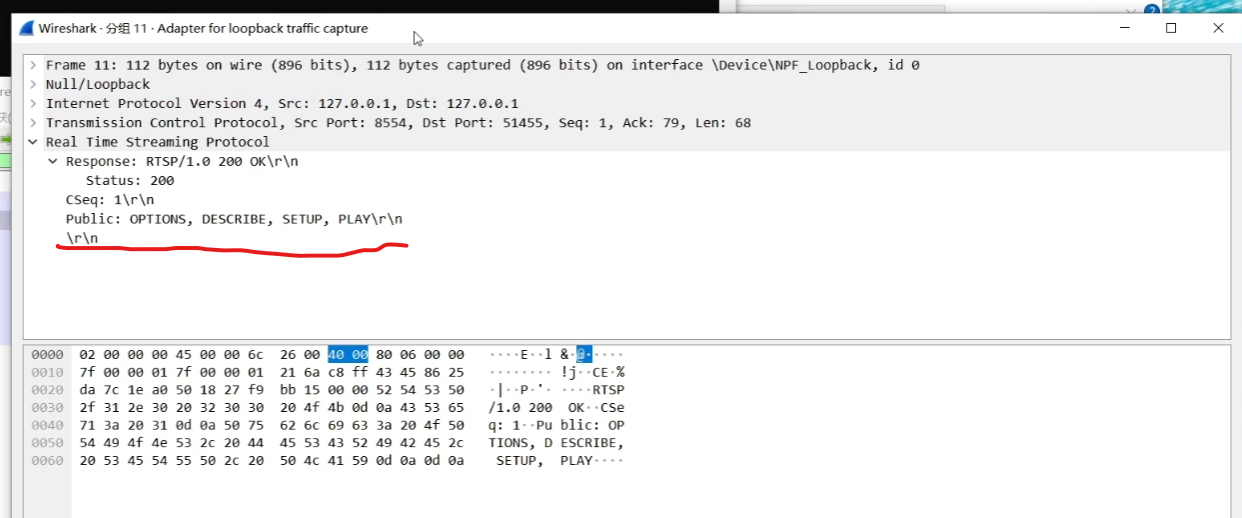 Wireshark · 分组 11 · Adapter for loopback traffic capture
Frame 11: 112 bytes on wire (896 bits), 112 bytes captured (896 bits) on interface \Device\NPF_Loopback, id 0
Null/Loopback
Internet Protocol Version 4, Src: 127.0.0.1, Dst: 127.0.0.1
Transmission Control Protocol, Src Port: 8554, Dst Port: 51455, Seq: 1, Ack: 79, Len: 68
Real Time Streaming Protocol
Response: RTSP/1.0 200 OK\r\n
Status: 200
CSeq: 1\r\n
Public: OPTIONS, DESCRIBE, SETUP, PLAY\r\n
\r\n
0000 02 00 00 00 45 00 00 6c 26 00 40 00 80 06 00 00 ····E··l &·@·····
0010 7f 00 00 01 7f 00 00 01 21 6a c8 ff 43 45 86 25 ········ !j··CE·%
0020 da 7c 1e a0 50 18 27 f9 bb 15 00 00 52 54 53 50 ·|··P·'· ····RTSP
0030 2f 31 2e 30 20 32 30 30 20 4f 4b 0d 0a 43 53 65 /1.0 200 OK··CSe
0040 71 3a 20 31 0d 0a 50 75 62 6c 69 63 3a 20 4f 50 q: 1··Pu blic: OP
0050 54 49 4f 4e 53 2c 20 44 45 53 43 52 49 42 45 2c TIONS, D ESCRIBE,
0060 20 53 45 54 55 50 2c 20 50 4c 41 59 0d 0a 0d 0a SETUP, PLAY····